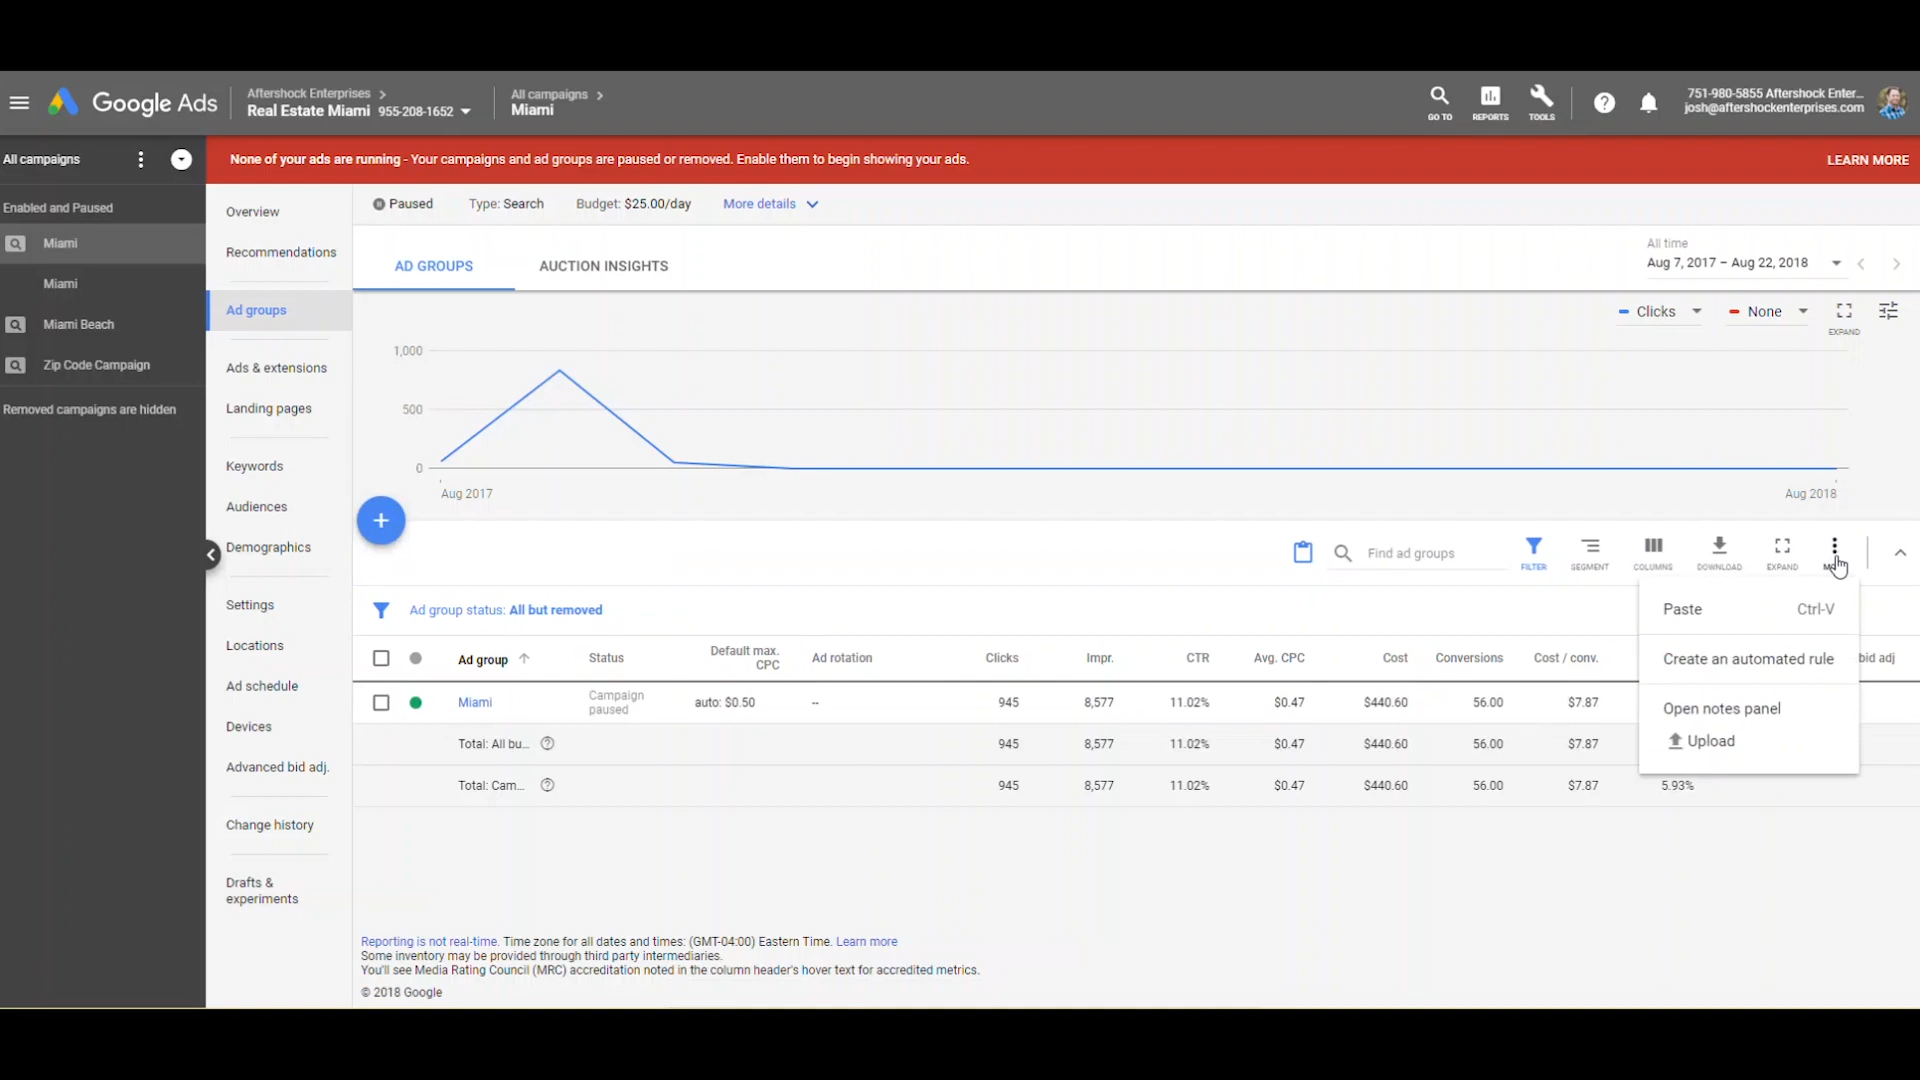 Google Ads
Aftershock Enterprises >
Real Estate Miami 955-208-1652
All campaigns >
Miami
GO TO
REPORTS
TOOLS
751-980-5855 Aftershock Enter...
josh@aftershockenterprises.com
All campaigns
None of your ads are running - Your campaigns and ad groups are paused or removed. Enable them to begin showing your ads.
LEARN MORE
Enabled and Paused
Miami
Miami
Miami Beach
Zip Code Campaign
Removed campaigns are hidden
Overview
Recommendations
Ad groups
Ads & extensions
Landing pages
Keywords
Audiences
Demographics
Settings
Locations
Ad schedule
Devices
Advanced bid adj.
Change history
Drafts &
experiments
Paused
Type: Search
Budget: $25.00/day
More details
AD GROUPS
AUCTION INSIGHTS
All time
Aug 7, 2017 – Aug 22, 2018
Clicks
None
EXPAND
1,000
500
0
Aug 2017
Aug 2018
Find ad groups
FILTER
SEGMENT
COLUMNS
DOWNLOAD
EXPAND
Ad group status: All but removed
Paste Ctrl-V
Create an automated rule
Open notes panel
Upload
Ad group Status Default max. CPC Ad rotation Clicks Impr. CTR Avg. CPC Cost Conversions Cost / conv. bid adj
Miami Campaign paused auto: $0.50 -- 945 8,577 11.02% $0.47 $440.60 56.00 $7.87
Total: All bu... 945 8,577 11.02% $0.47 $440.60 56.00 $7.87
Total: Cam... 945 8,577 11.02% $0.47 $440.60 56.00 $7.87 5.93%
Reporting is not real-time. Time zone for all dates and times: (GMT-04:00) Eastern Time. Learn more
Some inventory may be provided through third party intermediaries.
You'll see Media Rating Council (MRC) accreditation noted in the column header's hover text for accredited metrics.
© 2018 Google